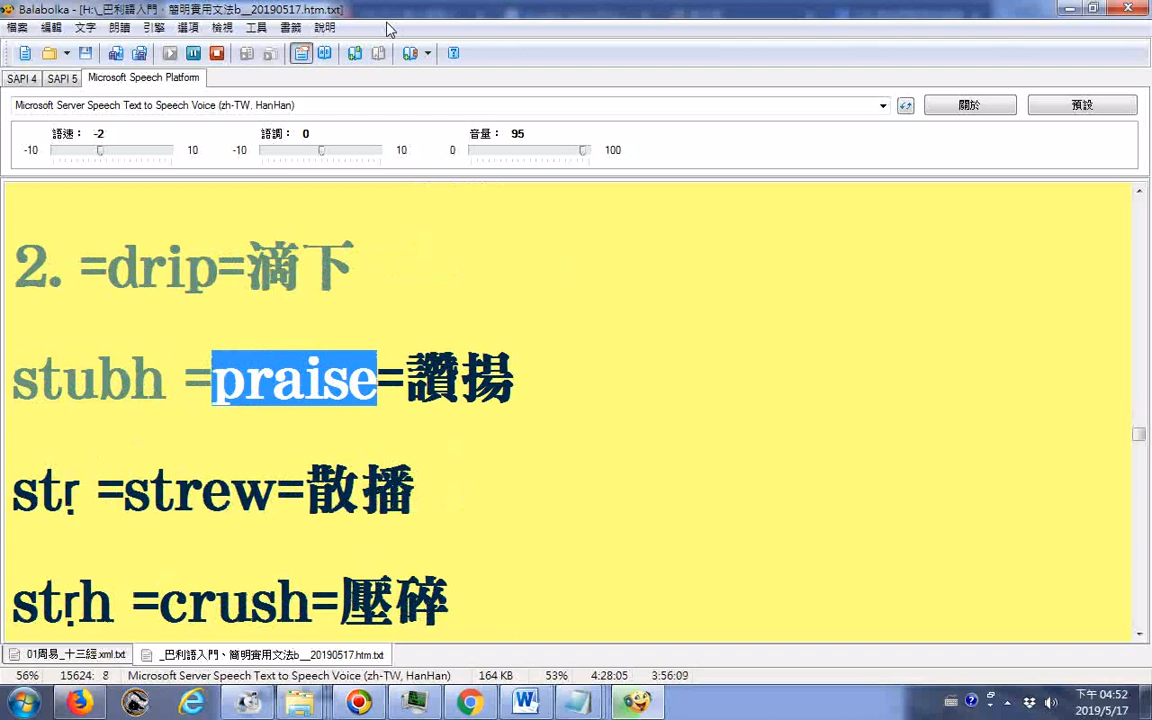 Balabolka - [H:\_巴利語入門、簡明實用文法b__20190517.htm.txt]
檔案 編輯 文字 朗讀 引擎 選項 檢視 工具 書籤 說明
SAPI 4 SAPI 5 Microsoft Speech Platform
Microsoft Server Speech Text to Speech Voice (zh-TW, HanHan) 關於 預設
語速： -2 語調： 0 音量： 95
-10 10 -10 10 0 100
2. =drip=滴下
stubh =praise=讚揚
stṛ =strew=散播
stṛh =crush=壓碎
01周易_十三經.xml.txt _巴利語入門、簡明實用文法b__20190517.htm.txt
56% 15624: 8 Microsoft Server Speech Text to Speech Voice (zh-TW, HanHan) 164 KB 53% 4:28:05 3:56:09
下午 04:52
2019/5/17